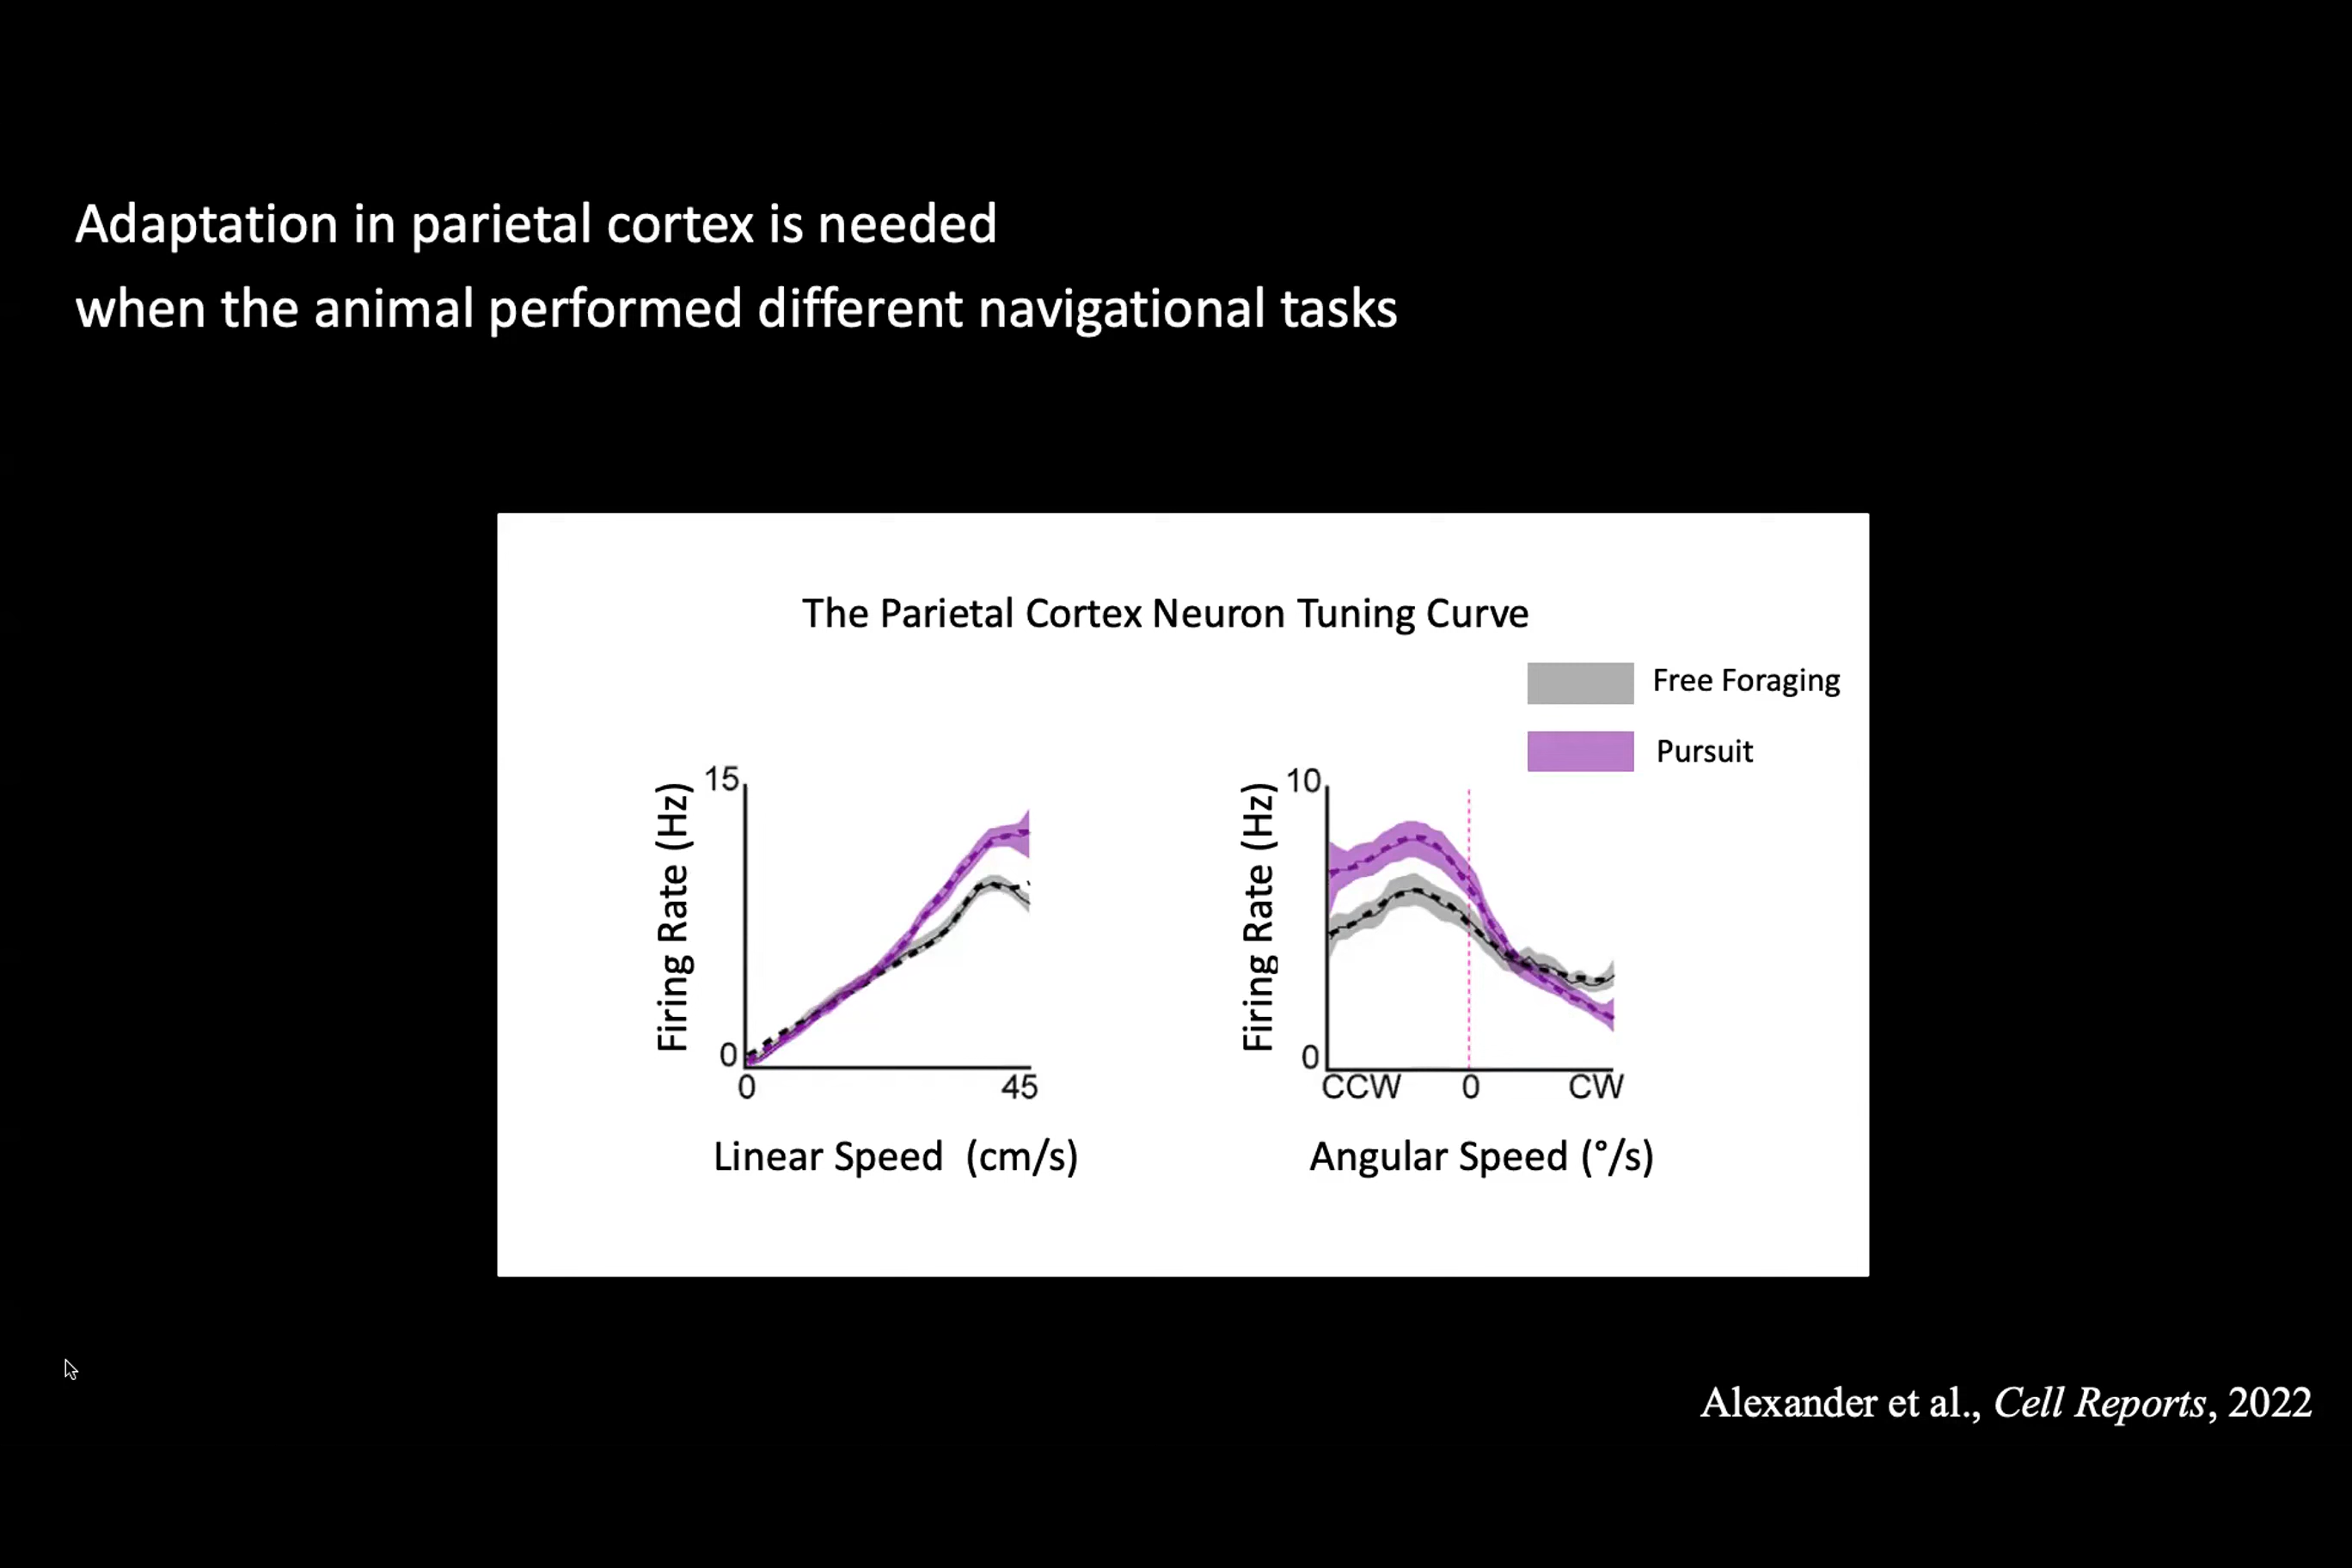 Adaptation in parietal cortex is needed
when the animal performed different navigational tasks
The Parietal Cortex Neuron Tuning Curve
Free Foraging
Pursuit
Firing Rate (Hz)
15
0
0
45
Linear Speed (cm/s)
Firing Rate (Hz)
10
0
CCW
0
CW
Angular Speed (°/s)
Alexander et al., Cell Reports, 2022